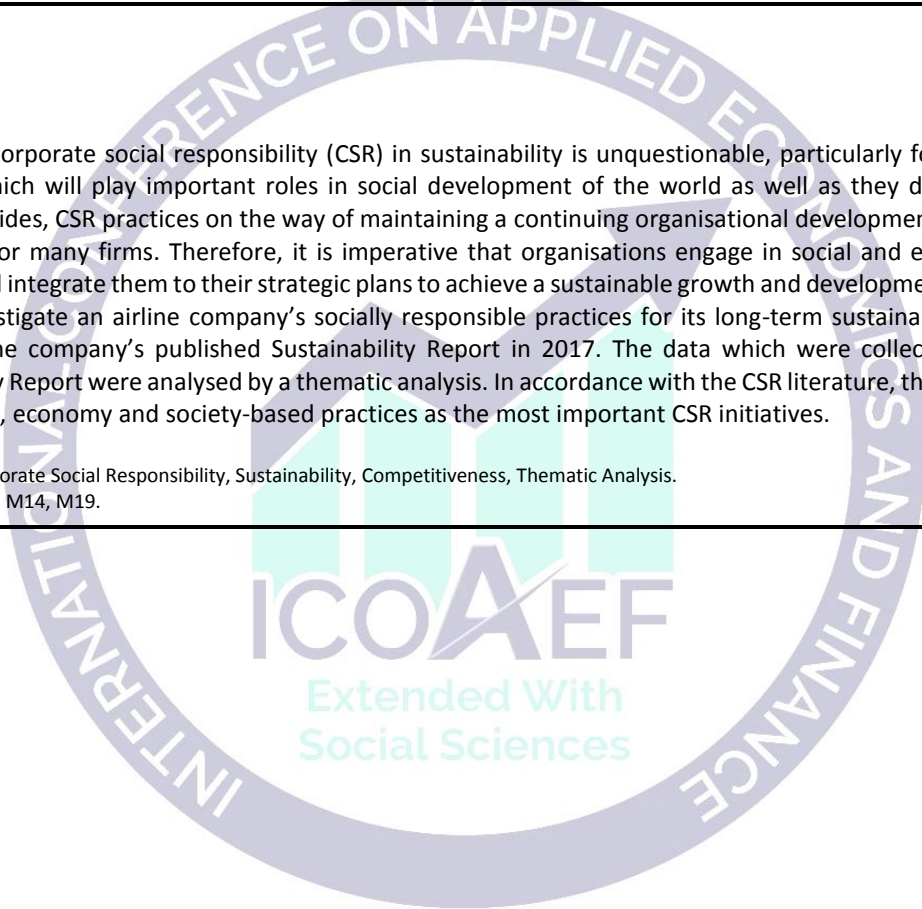 INTERNATIONAL CONFERENCE ON APPLIED ECONOMICS AND FINANCE
orporate social responsibility (CSR) in sustainability is unquestionable, particularly f
hich will play important roles in social development of the world as well as they d
ides, CSR practices on the way of maintaining a continuing organisational developmen
or many firms. Therefore, it is imperative that organisations engage in social and e
l integrate them to their strategic plans to achieve a sustainable growth and developme
stigate an airline company’s socially responsible practices for its long-term sustaina
ne company’s published Sustainability Report in 2017. The data which were collec
y Report were analysed by a thematic analysis. In accordance with the CSR literature, th
, economy and society-based practices as the most important CSR initiatives.
orate Social Responsibility, Sustainability, Competitiveness, Thematic Analysis.
M14, M19.
ICOAEF
Extended With
Social Sciences